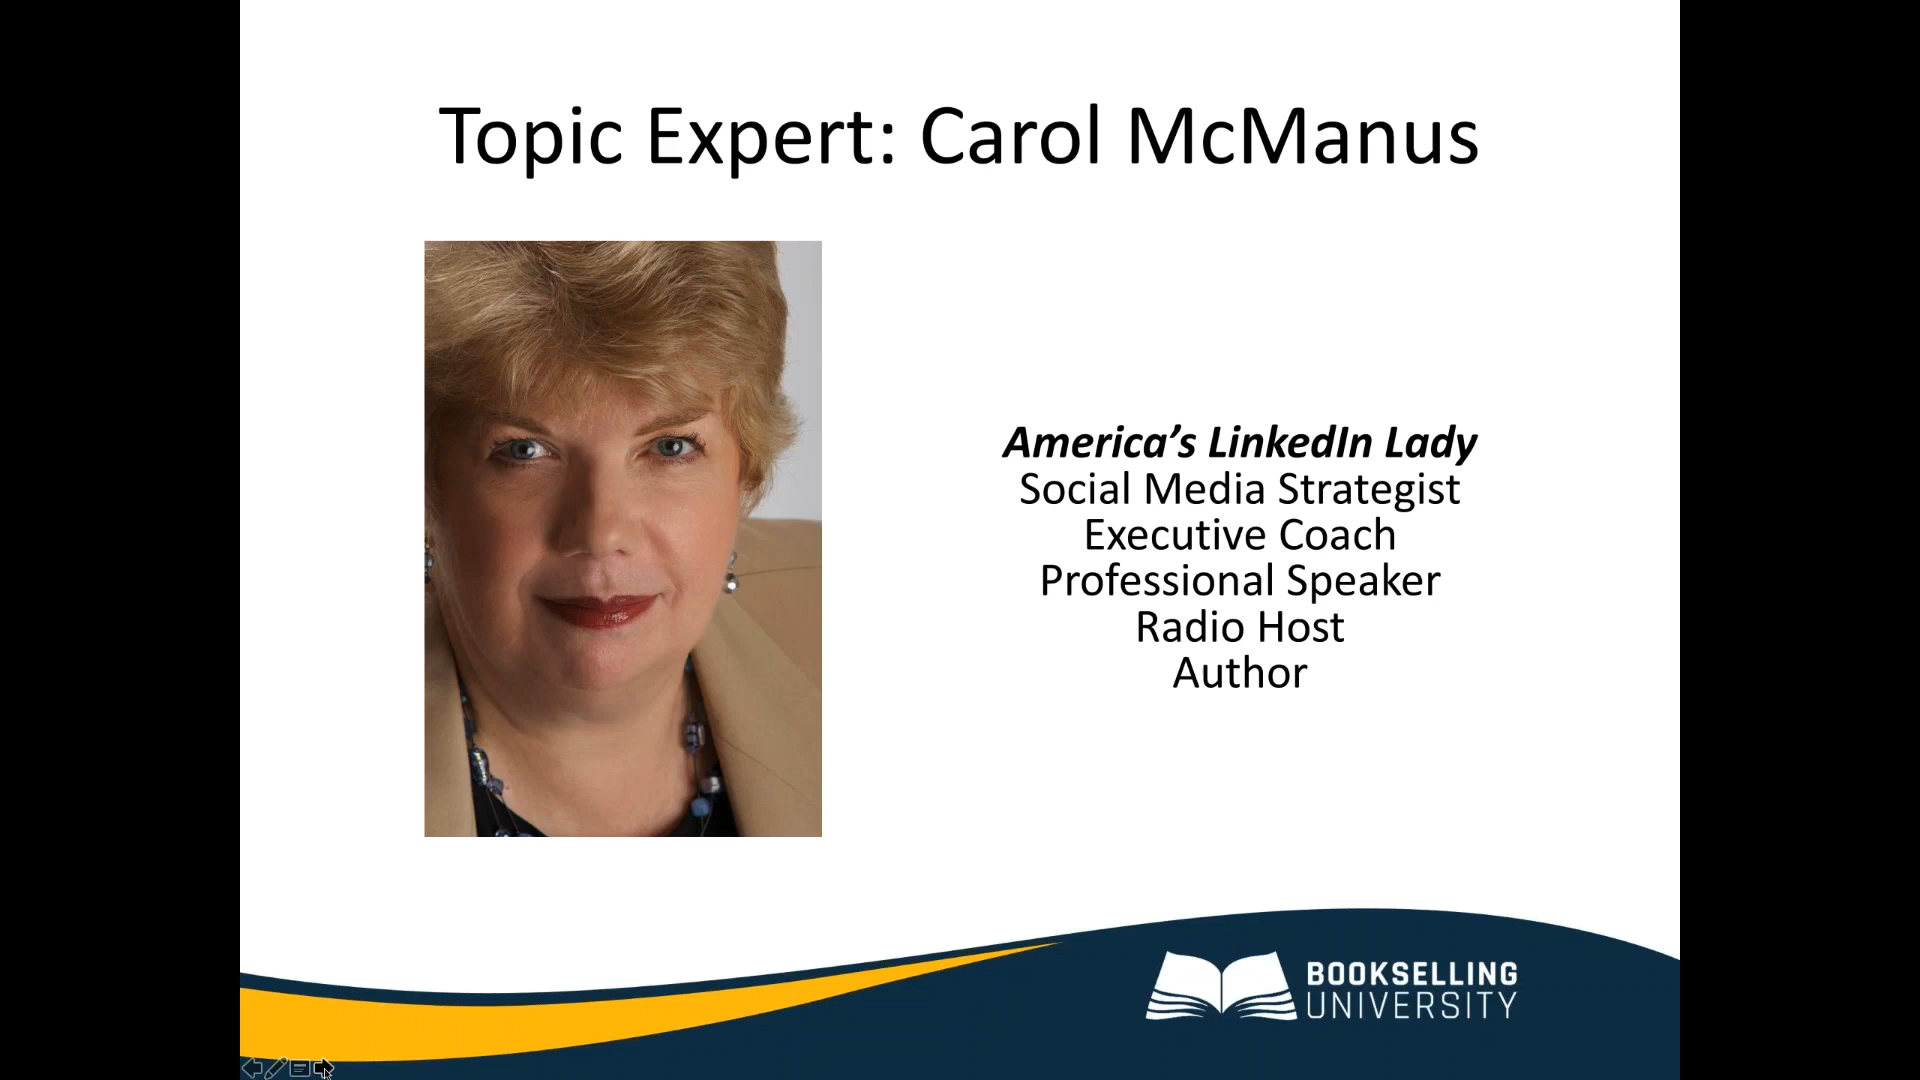 Topic Expert: Carol McManus
America's LinkedIn Lady
Social Media Strategist
Executive Coach
Professional Speaker
Radio Host
Author
BOOKSELLING
UNIVERSITY